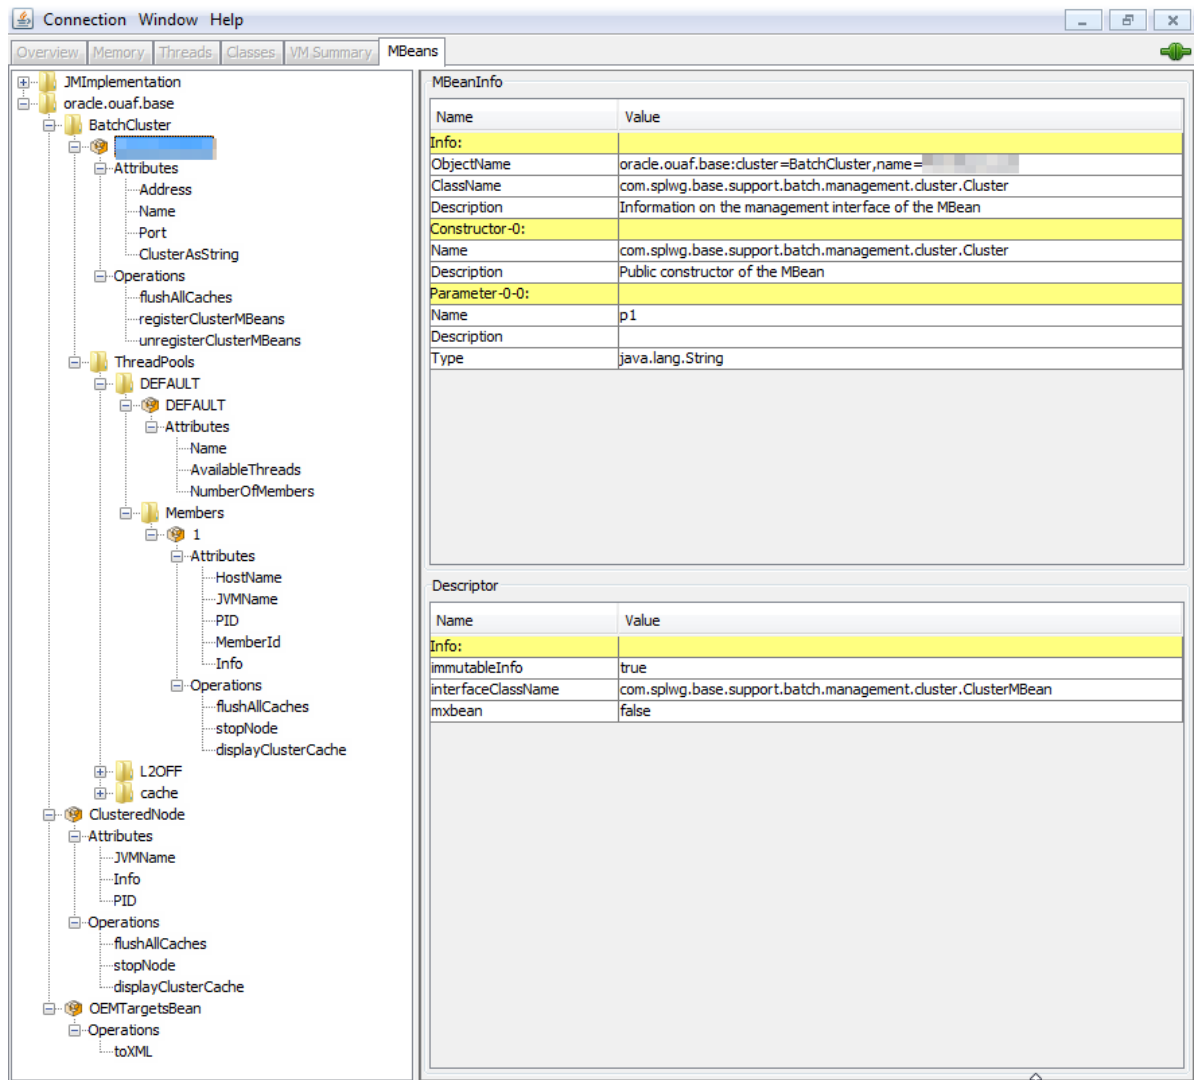 Connection Window Help
Overview Memory Threads Classes VM Summary MBeans
JMImplementation
oracle.ouaf.base
BatchCluster
Attributes
Address
Name
Port
ClusterAsString
Operations
flushAllCaches
registerClusterMBeans
unregisterClusterMBeans
ThreadPools
DEFAULT
DEFAULT
Attributes
Name
AvailableThreads
NumberOfMembers
Members
1
Attributes
HostName
JVMName
PID
MemberId
Info
Operations
flushAllCaches
stopNode
displayClusterCache
L2OFF
cache
ClusteredNode
Attributes
JVMName
Info
PID
Operations
flushAllCaches
stopNode
displayClusterCache
OEMTargetsBean
Operations
toXML
MBeanInfo
Name Value
Info:
ObjectName oracle.ouaf.base:cluster=BatchCluster,name=
ClassName com.splwg.base.support.batch.management.cluster.Cluster
Description Information on the management interface of the MBean
Constructor-0:
Name com.splwg.base.support.batch.management.cluster.Cluster
Description Public constructor of the MBean
Parameter-0-0:
Name p1
Description
Type java.lang.String
Descriptor
Name Value
Info:
immutableInfo true
interfaceClassName com.splwg.base.support.batch.management.cluster.ClusterMBean
mxbean false